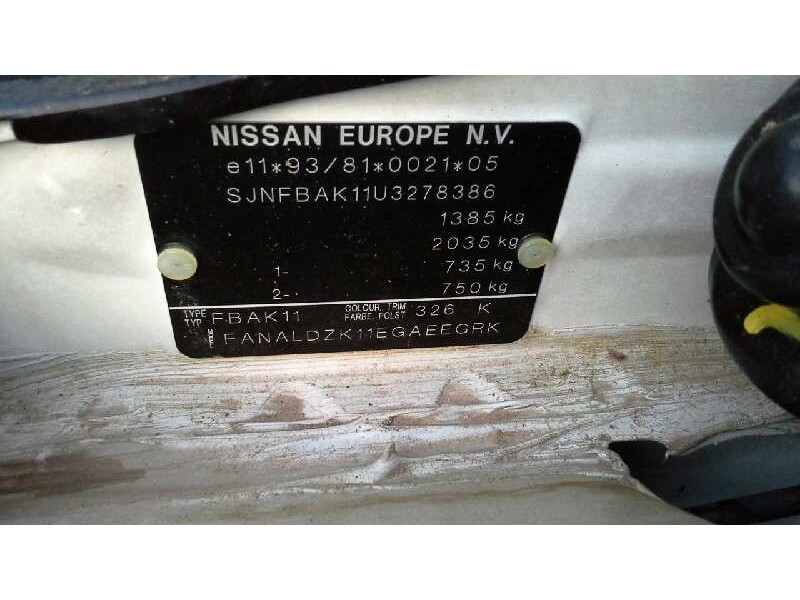 NISSAN EUROPE N.V.
e11*93/81*0021*05
SJNFBAK11U3278386
1385 kg
2035 kg
1- 735 kg
2- 750 kg
TYPE TYP FBAK11 COLOUR, TRIM FARBE, POLST 326 K
FANALDZK11EGAEEGRK